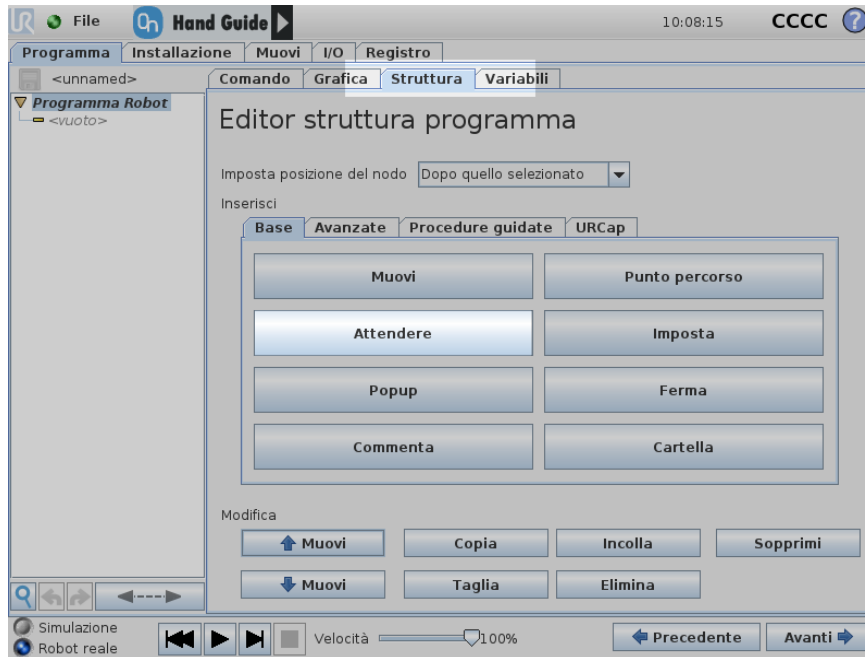 UR File On Hand Guide 10:08:15 CCCC ?
Programma Installazione Muovi I/O Registro
<unnamed> Comando Grafica Struttura Variabili
Programma Robot
<vuoto>
Editor struttura programma
Imposta posizione del nodo Dopo quello selezionato
Inserisci
Base Avanzate Procedure guidate URCap
Muovi Punto percorso
Attendere Imposta
Popup Ferma
Commenta Cartella
Modifica
Muovi Copia Incolla Sopprimi
Muovi Taglia Elimina
Simulazione
Robot reale
Velocità 100% Precedente Avanti